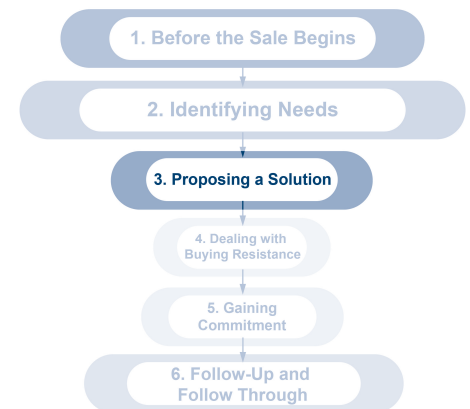 1. Before the Sale Begins
2. Identifying Needs
3. Proposing a Solution
4. Dealing with
Buying Resistance
5. Gaining
Commitment
6. Follow-Up and
Follow Through